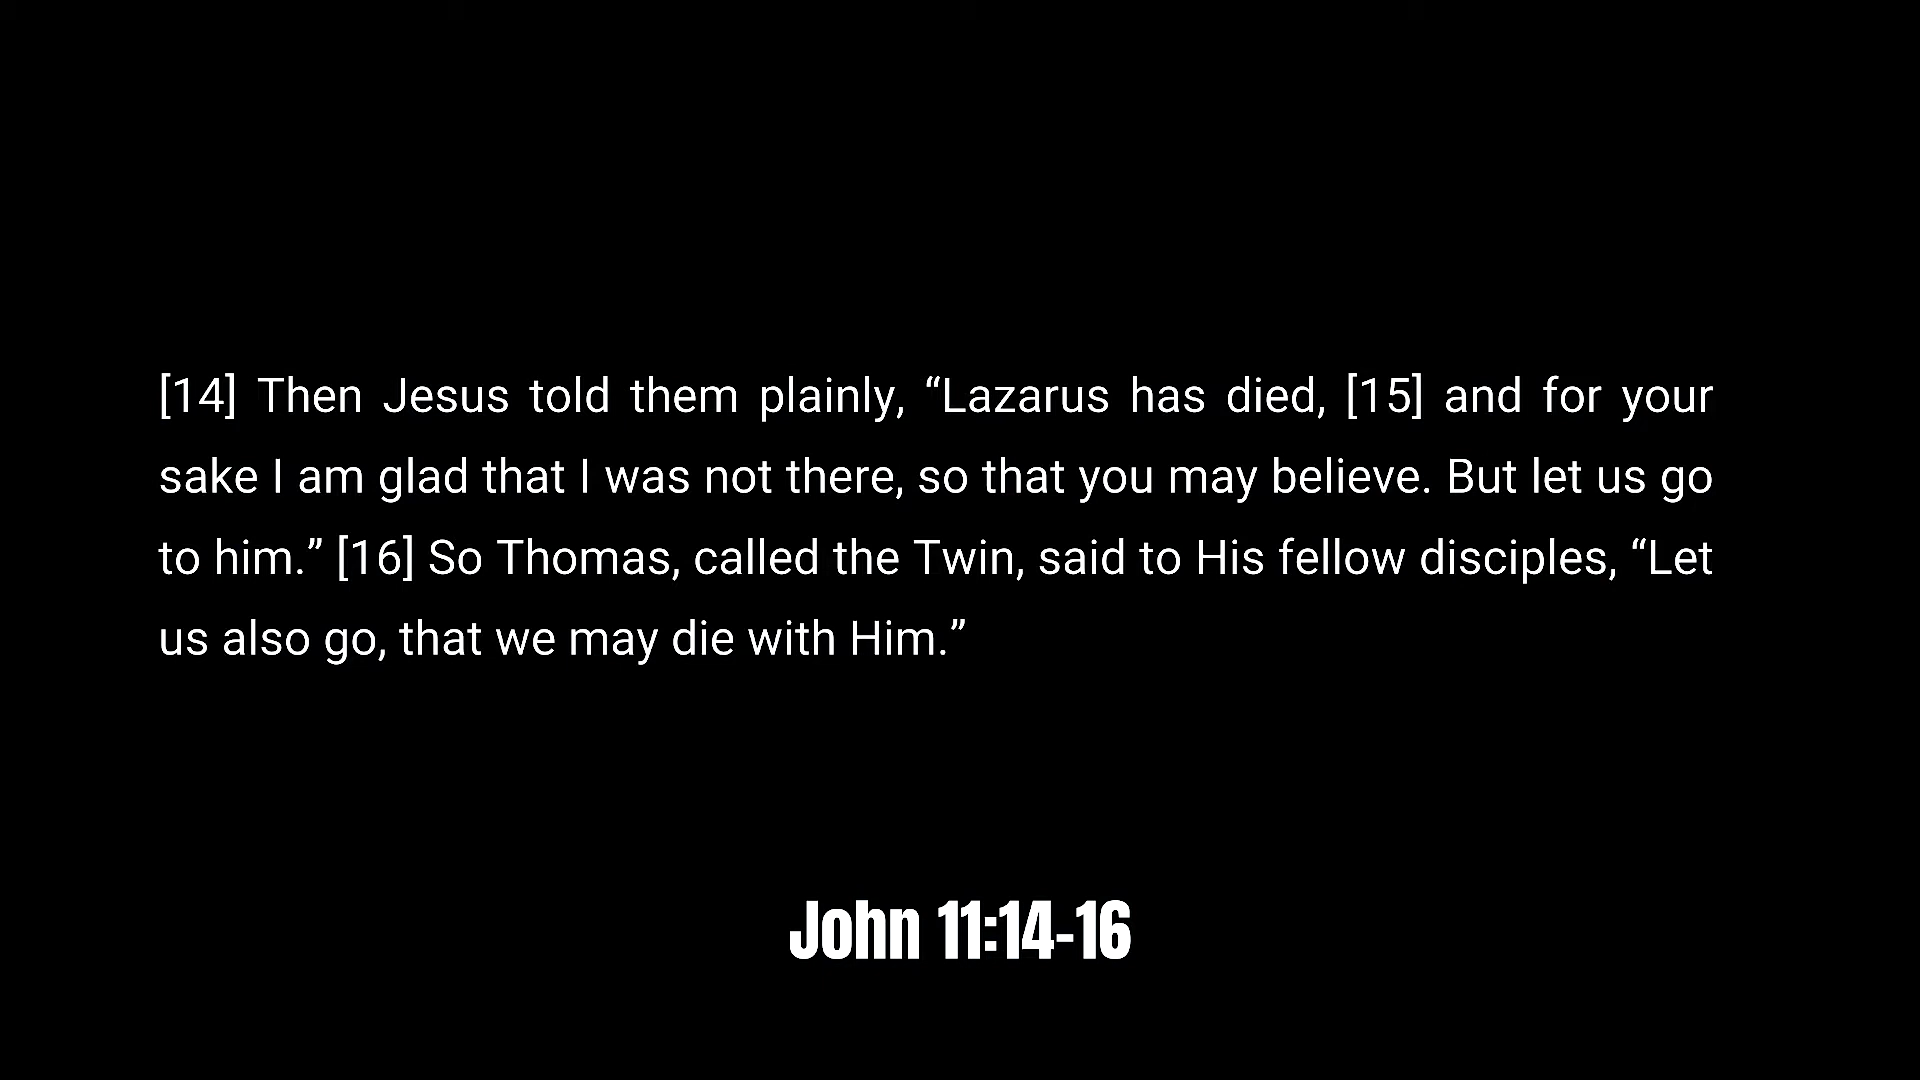 [14] Then Jesus told them plainly, “Lazarus has died, [15] and for your
sake I am glad that I was not there, so that you may believe. But let us go
to him.” [16] So Thomas, called the Twin, said to His fellow disciples, “Let
us also go, that we may die with Him.”
John 11:14-16